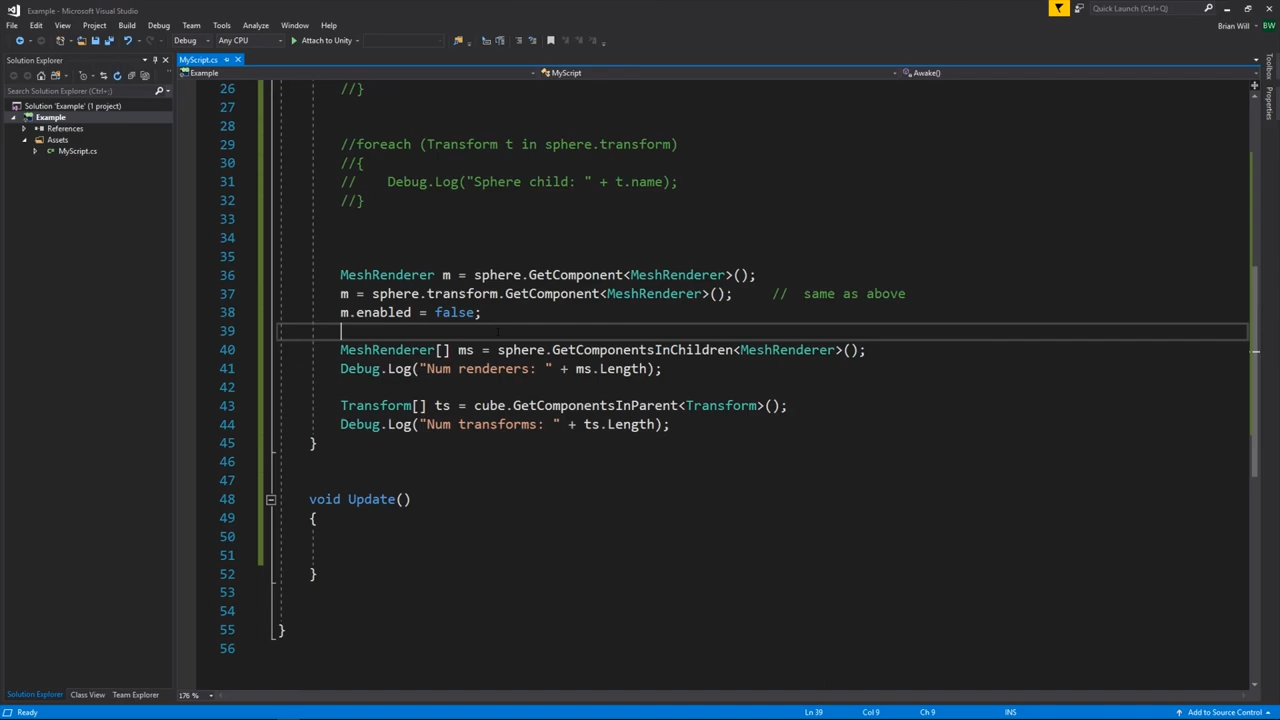 Example - Microsoft Visual Studio
Quick Launch (Ctrl+Q)
File Edit View Project Build Debug Team Tools Analyze Window Help
Brian Will BW
Debug Any CPU Attach to Unity
Solution Explorer
MyScript.cs
Example MyScript Awake()
Search Solution Explorer (Ctrl+;)
Solution 'Example' (1 project)
Example
References
Assets
MyScript.cs
Toolbox
Properties
26 //}
27
28
29 //foreach (Transform t in sphere.transform)
30 //{
31 //    Debug.Log("Sphere child: " + t.name);
32 //}
33
34
35
36 MeshRenderer m = sphere.GetComponent<MeshRenderer>();
37 m = sphere.transform.GetComponent<MeshRenderer>();     //  same as above
38 m.enabled = false;
39
40 MeshRenderer[] ms = sphere.GetComponentsInChildren<MeshRenderer>();
41 Debug.Log("Num renderers: " + ms.Length);
42
43 Transform[] ts = cube.GetComponentsInParent<Transform>();
44 Debug.Log("Num transforms: " + ts.Length);
45 }
46
47
48 void Update()
49 {
50
51
52 }
53
54
55 }
56
Solution Explorer Class View Team Explorer
176 %
Ready
Ln 39 Col 9 Ch 9 INS
Add to Source Control